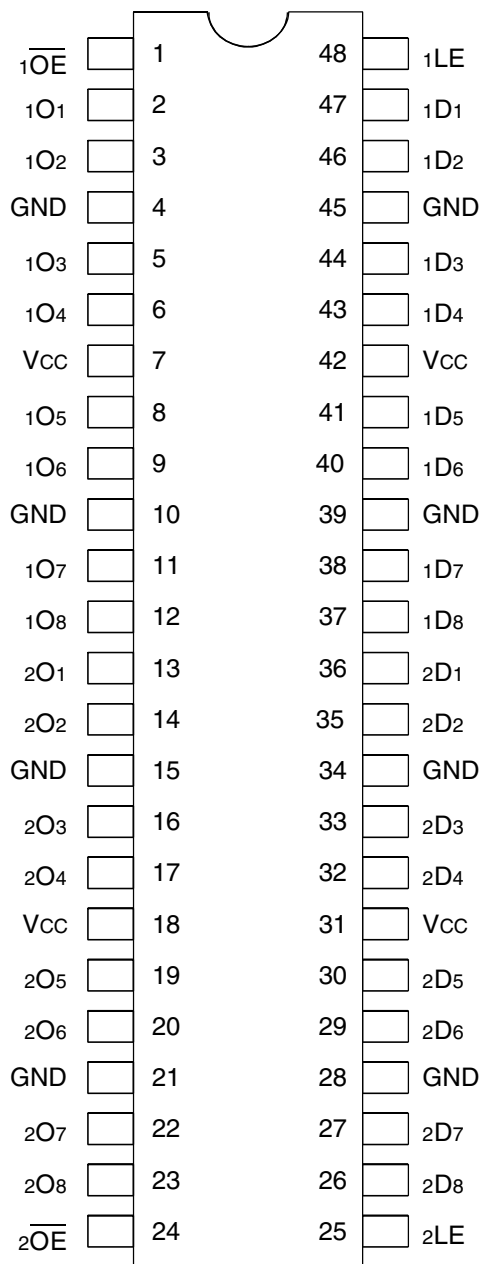 1O̅E̅ 1 48 1LE
1O1 2 47 1D1
1O2 3 46 1D2
GND 4 45 GND
1O3 5 44 1D3
1O4 6 43 1D4
VCC 7 42 VCC
1O5 8 41 1D5
1O6 9 40 1D6
GND 10 39 GND
1O7 11 38 1D7
1O8 12 37 1D8
2O1 13 36 2D1
2O2 14 35 2D2
GND 15 34 GND
2O3 16 33 2D3
2O4 17 32 2D4
VCC 18 31 VCC
2O5 19 30 2D5
2O6 20 29 2D6
GND 21 28 GND
2O7 22 27 2D7
2O8 23 26 2D8
2O̅E̅ 24 25 2LE